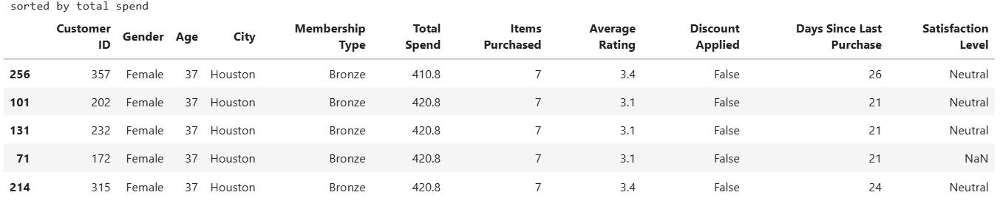 sorted by total spend
Customer ID Gender Age City Membership Type Total Spend Items Purchased Average Rating Discount Applied Days Since Last Purchase Satisfaction Level
256 357 Female 37 Houston Bronze 410.8 7 3.4 False 26 Neutral
101 202 Female 37 Houston Bronze 420.8 7 3.1 False 21 Neutral
131 232 Female 37 Houston Bronze 420.8 7 3.1 False 21 Neutral
71 172 Female 37 Houston Bronze 420.8 7 3.1 False 21 NaN
214 315 Female 37 Houston Bronze 420.8 7 3.4 False 24 Neutral